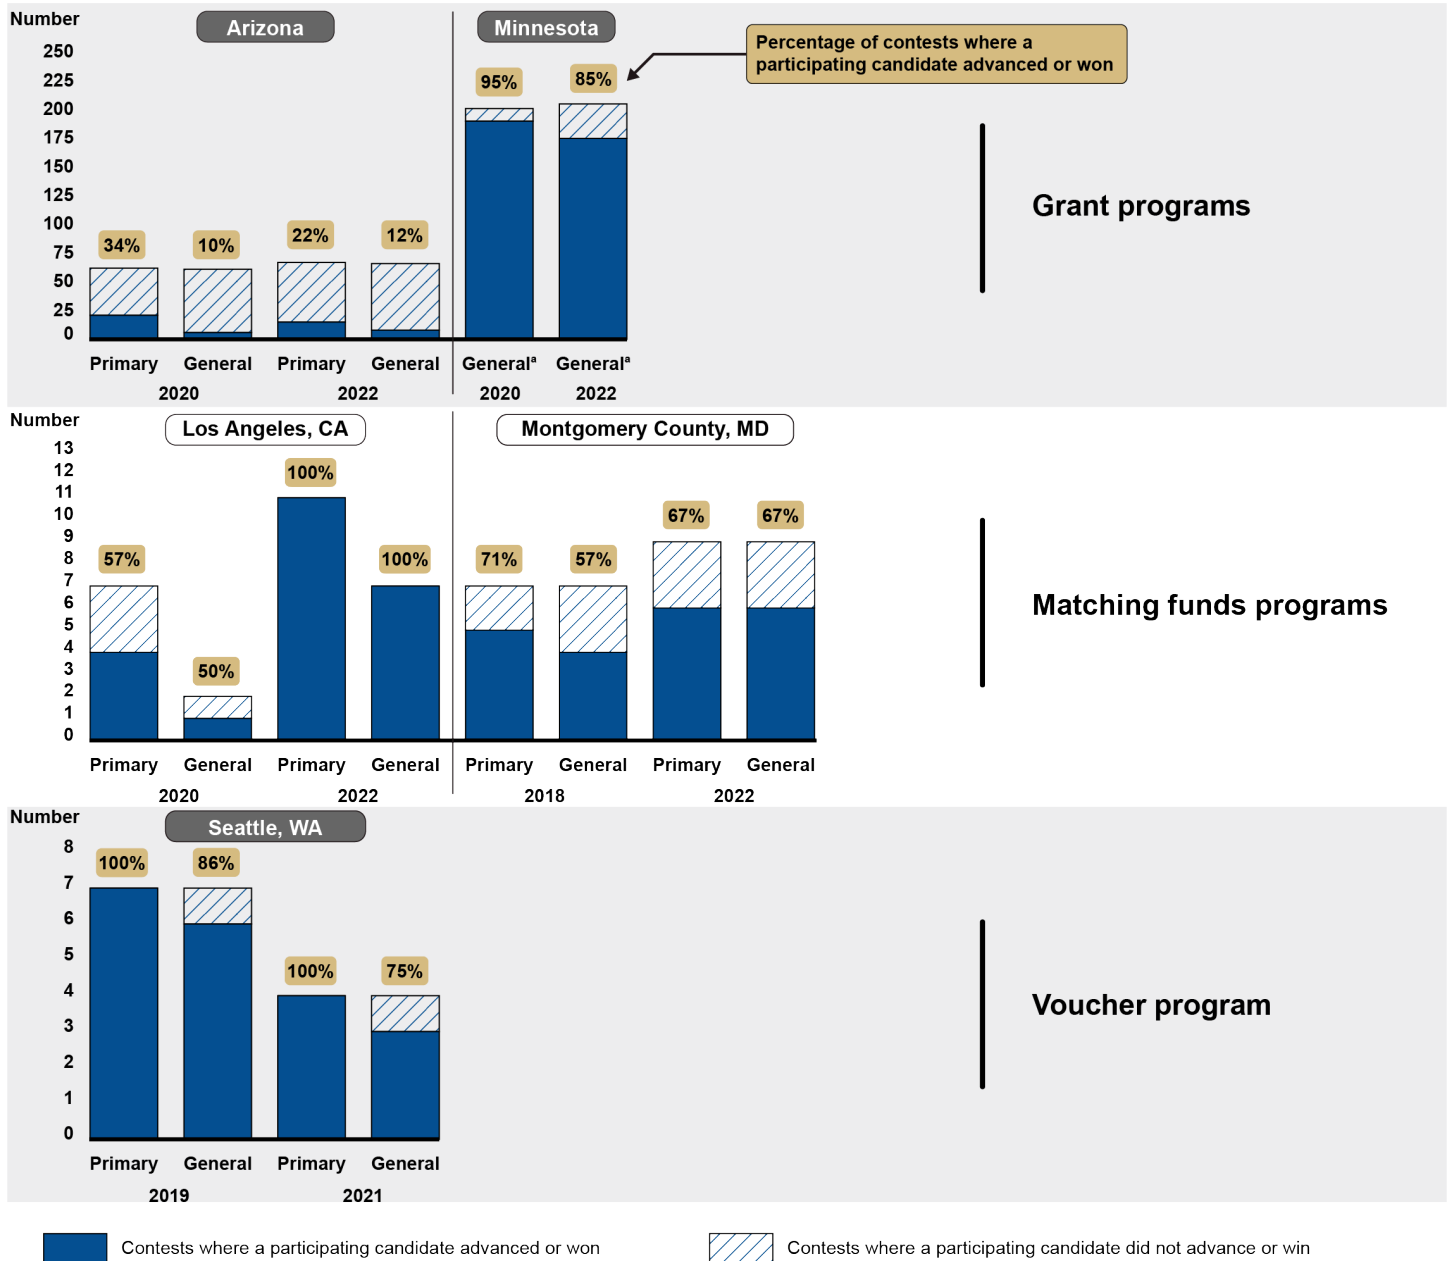 Number
Arizona
Minnesota
Percentage of contests where a
participating candidate advanced or won
250
225
200
175
150
125
100
75
50
25
0
34%
10%
22%
12%
95%
85%
Primary
General
Primary
General
Generalᵃ
Generalᵃ
2020
2022
2020
2022
Grant programs
Number
Los Angeles, CA
Montgomery County, MD
13
12
11
10
9
8
7
6
5
4
3
2
1
0
57%
50%
100%
100%
71%
57%
67%
67%
Primary
General
Primary
General
Primary
General
Primary
General
2020
2022
2018
2022
Matching funds programs
Number
Seattle, WA
8
7
6
5
4
3
2
1
0
100%
86%
100%
75%
Primary
General
Primary
General
2019
2021
Voucher program
Contests where a participating candidate advanced or won
Contests where a participating candidate did not advance or win